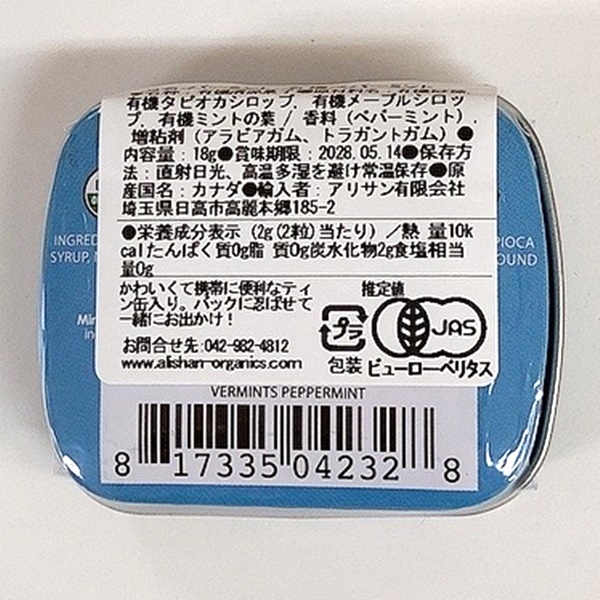 有機タピオカシロップ、有機メープルシロッ
プ、有機ミントの葉 / 香料（ペパーミント）、
増粘剤（アラビアガム、トラガントガム）●
内容量：18g●賞味期限：2028.05.14●保存方
法：直射日光、高温多湿を避け常温保存●原
産国名：カナダ●輸入者：アリサン有限会社
埼玉県日高市高麗本郷185-2
●栄養成分表示（2g(2粒)当たり）／熱 量10k
calたんぱく質0g脂 質0g炭水化物2g食塩相当
量0g
かわいくて携帯に便利なティ
ン缶入り。バックに忍ばせて
一緒にお出かけ！
お問合せ先:042-982-4812
www.alishan-organics.com
推定値
プラ
包装
JAS
ビューローベリタス
INGRED
SYRUP,
PIOCA
OUND
VERMINTS PEPPERMINT
8 17335 04232 8